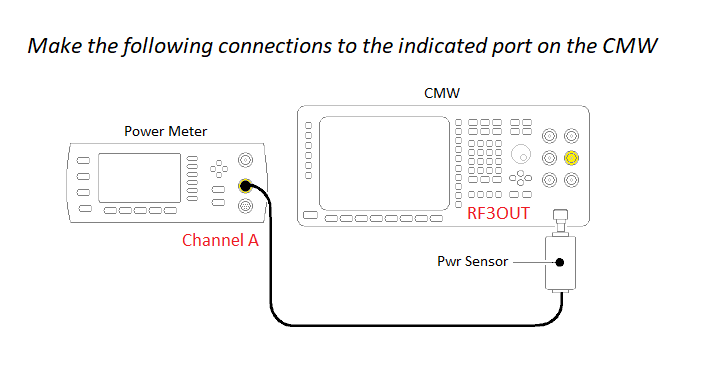 Make the following connections to the indicated port on the CMW
CMW
Power Meter
RF3OUT
Channel A
Pwr Sensor